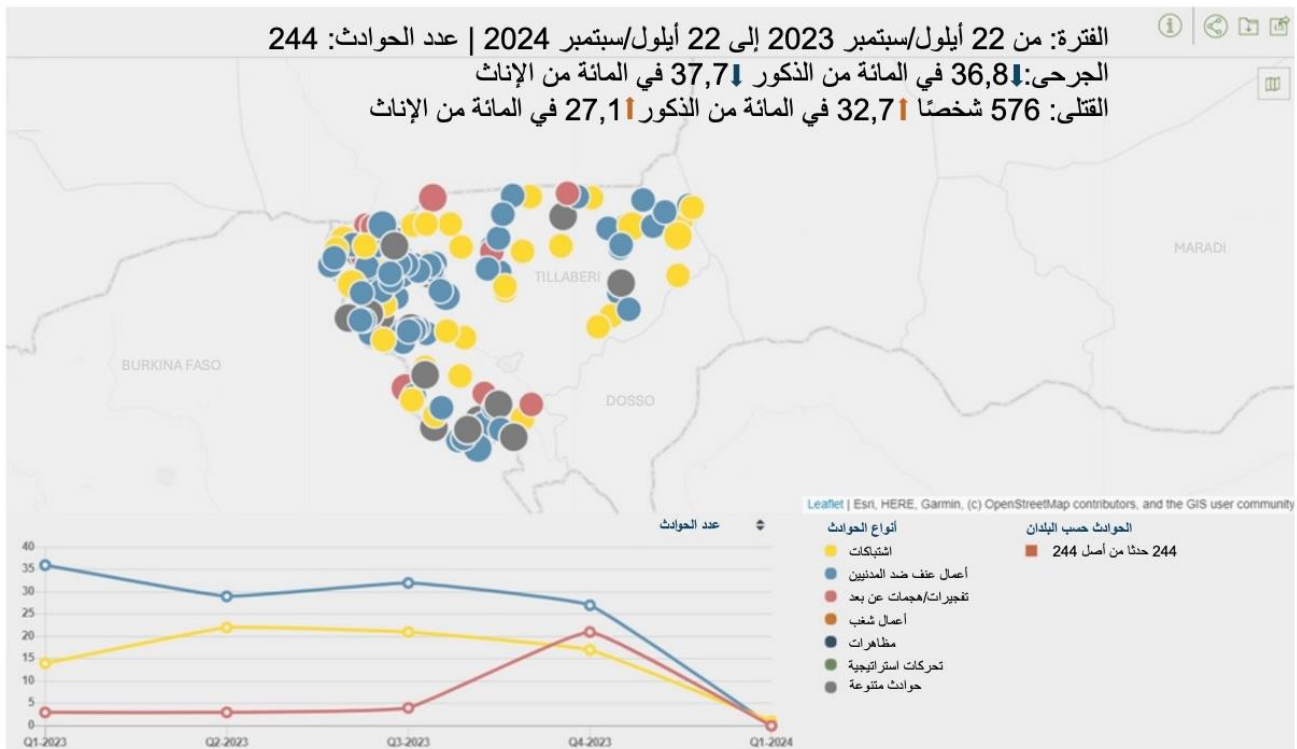 الفترة: من 22 أيلول/سبتمبر 2023 إلى 22 أيلول/سبتمبر 2024 | عدد الحوادث: 244
الجرحى:⬇36,8 في المائة من الذكور ⬇37,7 في المائة من الإناث
القتلى: 576 شخصًا ⬆32,7 في المائة من الذكور⬆27,1 في المائة من الإناث
MARADI
TILLABERI
BURKINA FASO
DOSSO
Leaflet | Esri, HERE, Garmin, (c) OpenStreetMap contributors, and the GIS user community
عدد الحوادث
40
35
30
25
20
15
10
5
0
Q1-2023
Q2-2023
Q3-2023
Q4-2023
Q1-2024
أنواع الحوادث
اشتباكات
أعمال عنف ضد المدنيين
تفجيرات/هجمات عن بعد
أعمال شغب
مظاهرات
تحركات استراتيجية
حوادث متنوعة
الحوادث حسب البلدان
244 حدثا من أصل 244